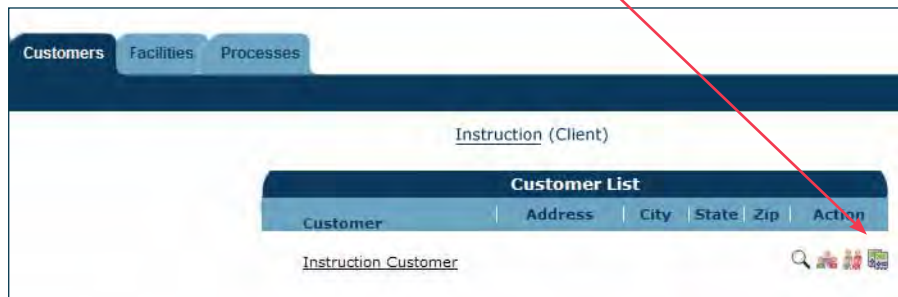 Customers Facilities Processes
Instruction (Client)
Customer List
Customer Address City State Zip Action
Instruction Customer